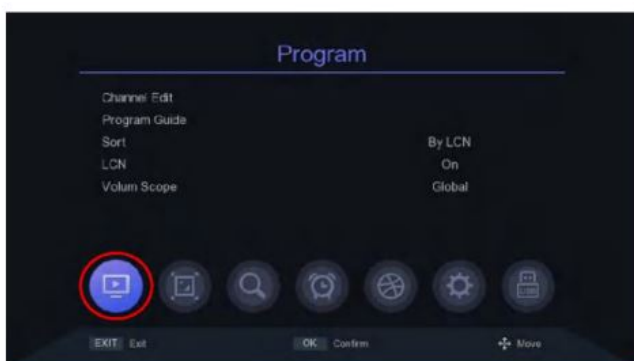 Program
Channel Edit
Program Guide
Sort By LCN
LCN On
Volum Scope Global
EXIT Exit OK Confirm Move